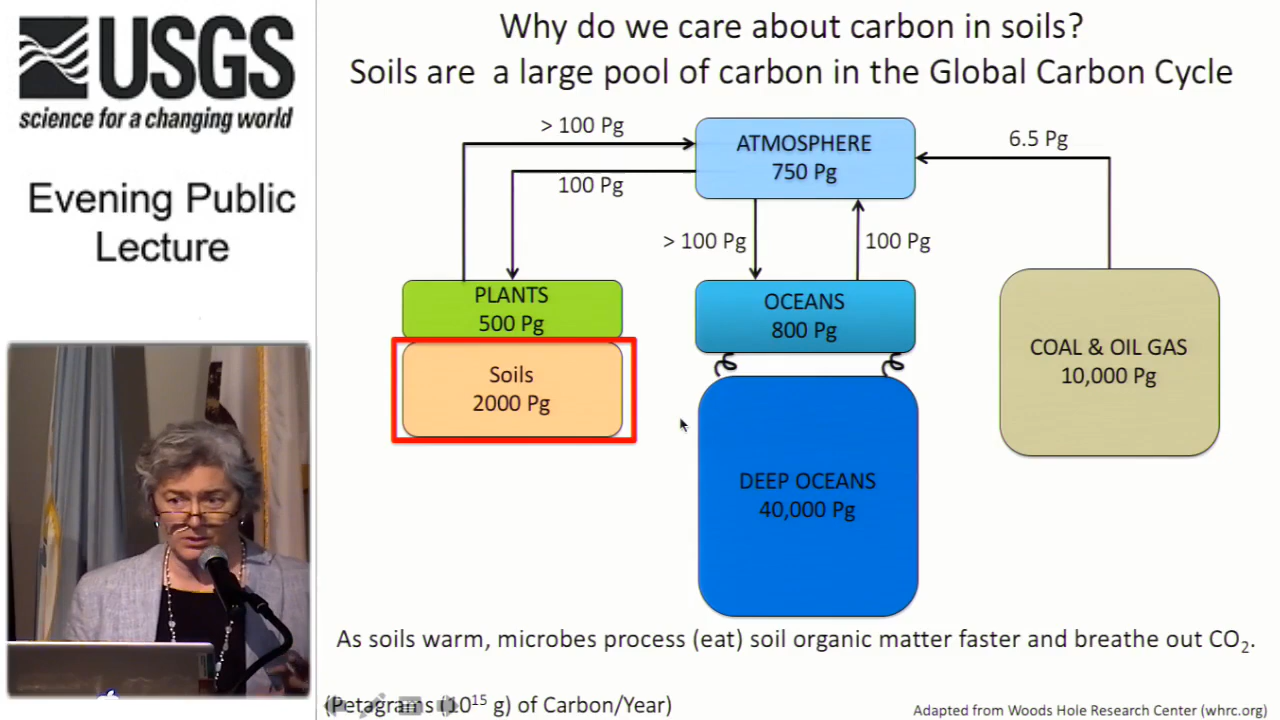 USGS
science for a changing world
Evening Public
Lecture
Why do we care about carbon in soils?
Soils are a large pool of carbon in the Global Carbon Cycle
> 100 Pg
100 Pg
ATMOSPHERE
750 Pg
6.5 Pg
> 100 Pg
100 Pg
PLANTS
500 Pg
Soils
2000 Pg
OCEANS
800 Pg
DEEP OCEANS
40,000 Pg
COAL & OIL GAS
10,000 Pg
As soils warm, microbes process (eat) soil organic matter faster and breathe out CO₂.
(Petagrams (10¹⁵ g) of Carbon/Year)
Adapted from Woods Hole Research Center (whrc.org)